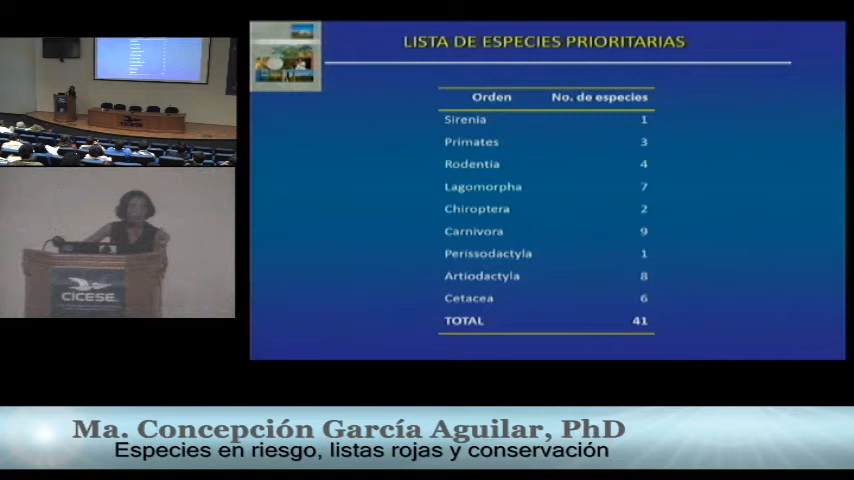 LISTA DE ESPECIES PRIORITARIAS
Orden No. de especies
Sirenia 1
Primates 3
Rodentia 4
Lagomorpha 7
Chiroptera 2
Carnivora 9
Perissodactyla 1
Artiodactyla 8
Cetacea 6
TOTAL 41
CICESE
Ma. Concepción García Aguilar, PhD
Especies en riesgo, listas rojas y conservación